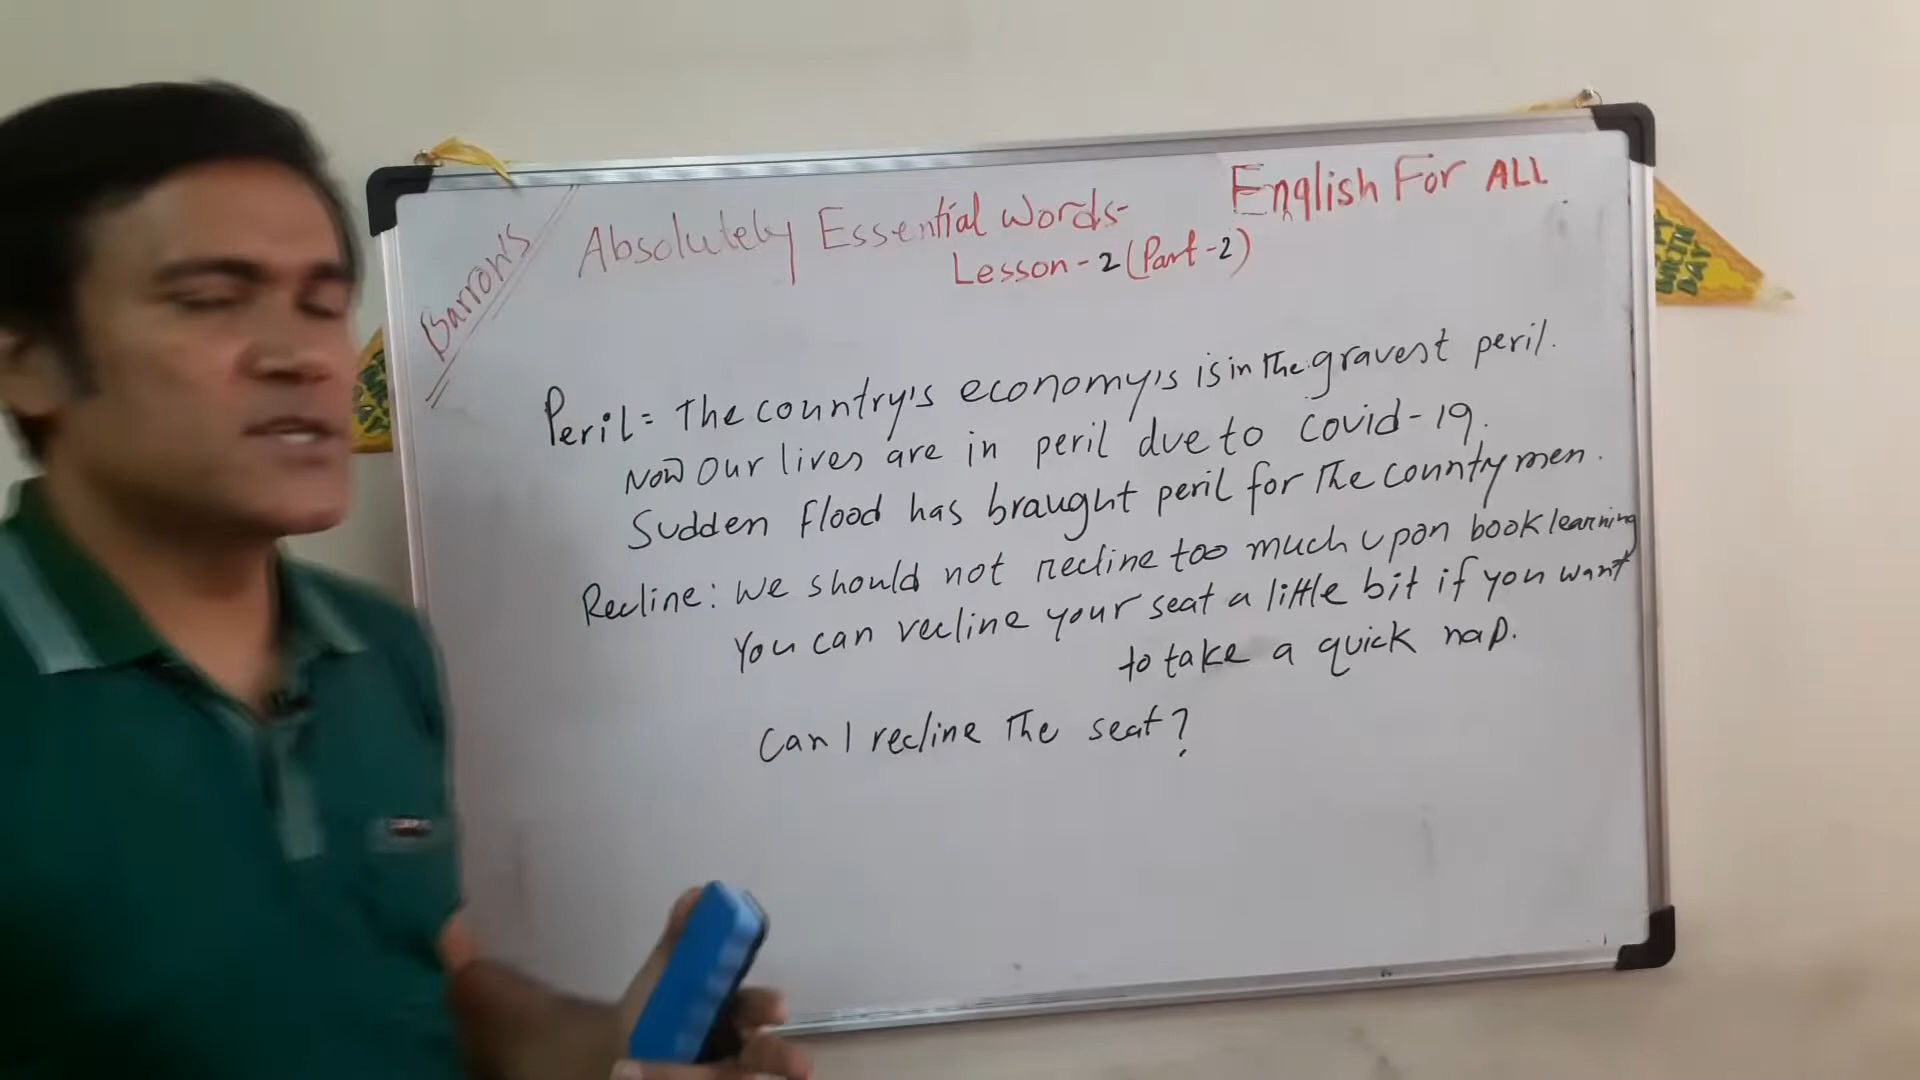 Barron's
Absolutely Essential Words-
English For ALL
Lesson-2 (Part-2)
Peril= The country's economy's is in the gravest peril.
Now Our lives are in peril due to covid-19.
Sudden flood has braught peril for the country men.
Recline: we should not recline too much upon book learning
You can recline your seat a little bit if you want
to take a quick nap.
Can I recline the seat?